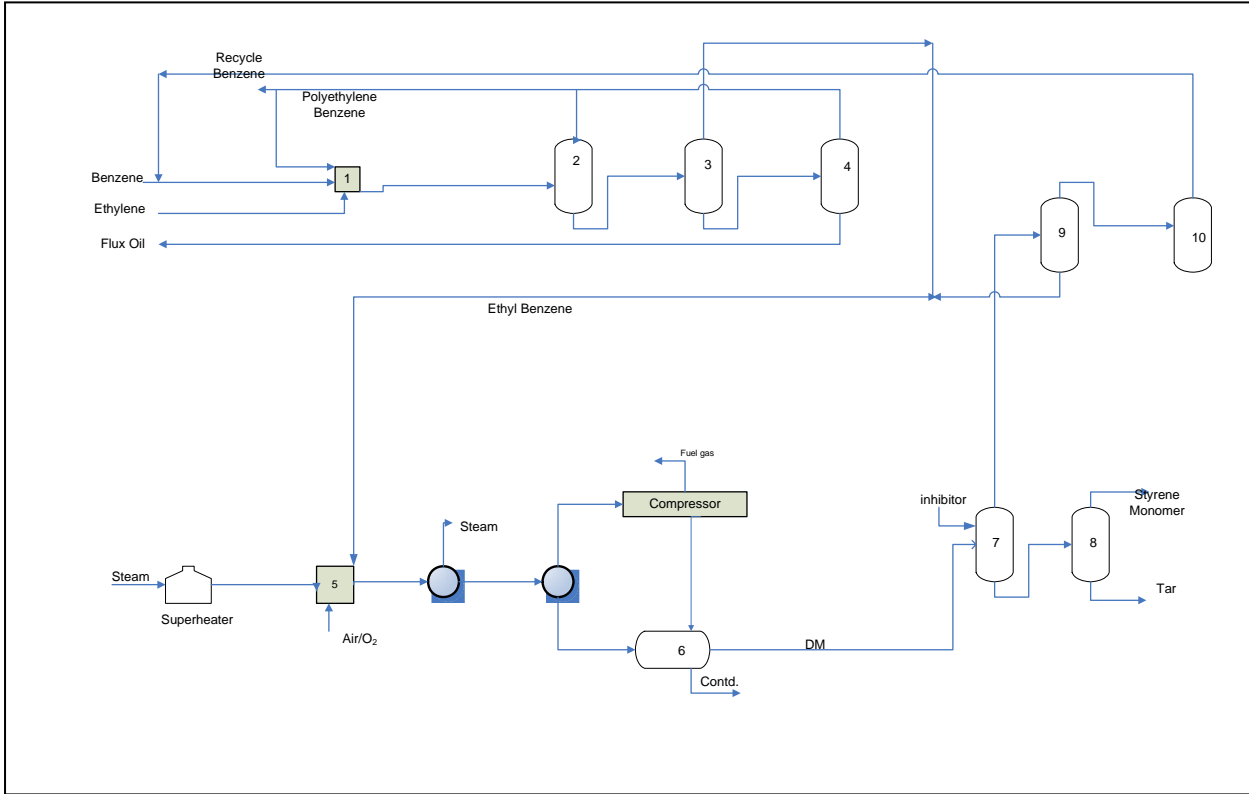 Recycle
Benzene
Polyethylene
Benzene
Benzene
Ethylene
Flux Oil
1
2
3
4
9
10
Ethyl Benzene
Fuel gas
Compressor
Steam
Steam
Superheater
5
Air/O₂
6
DM
Contd.
inhibitor
7
8
Styrene
Monomer
Tar